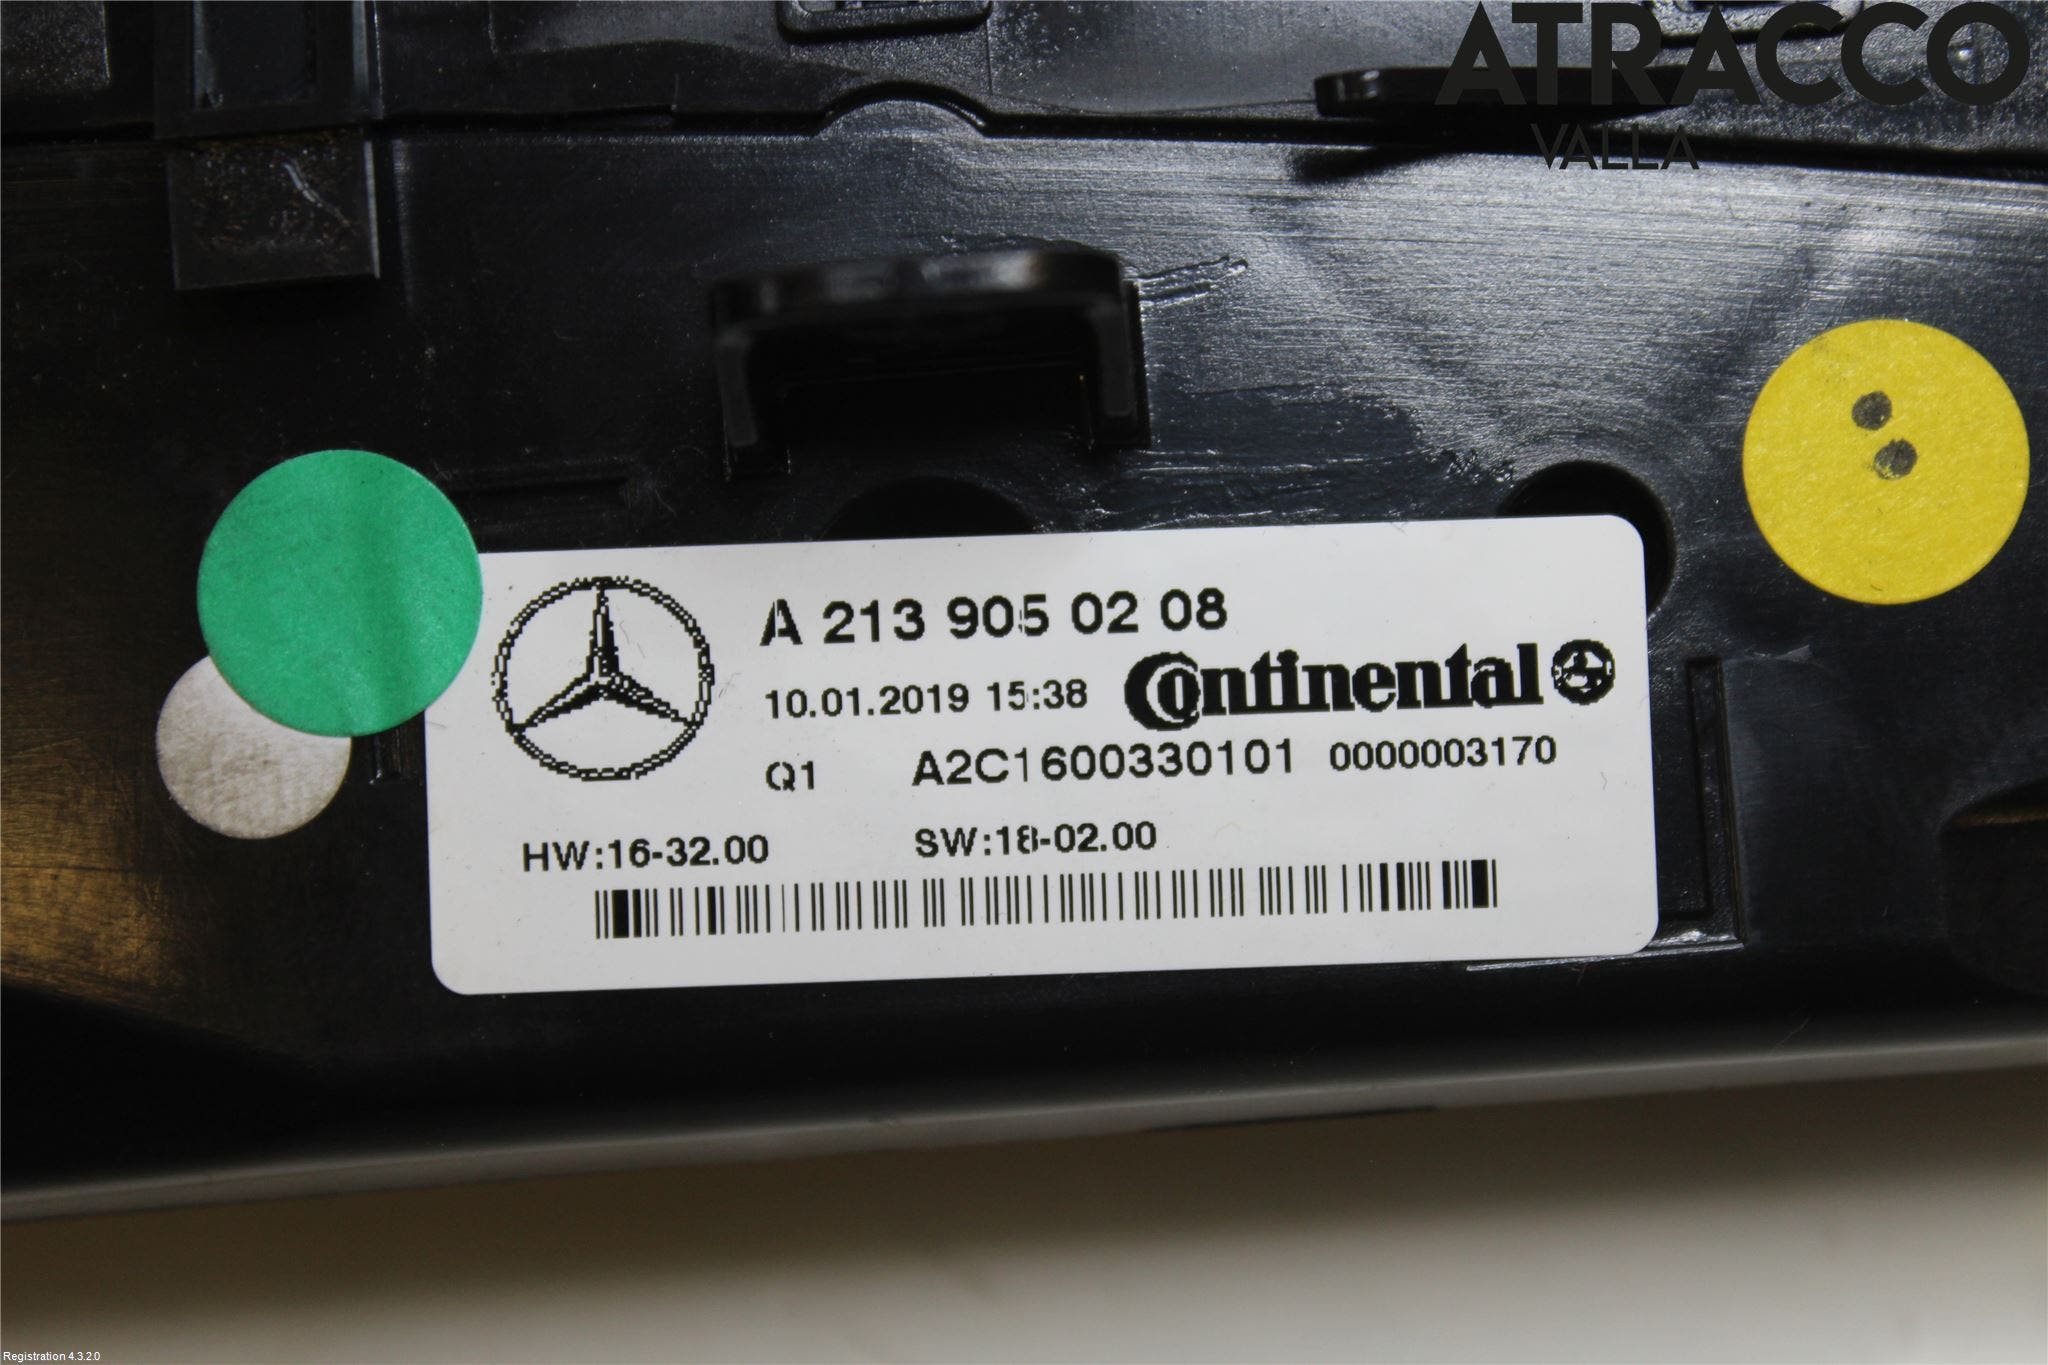 ATRACCO
VALLA
A 213 905 02 08
10.01.2019 15:38 Continental
Q1 A2C1600330101 0000003170
HW:16-32.00 SW:18-02.00
Registration 4.3.2.0